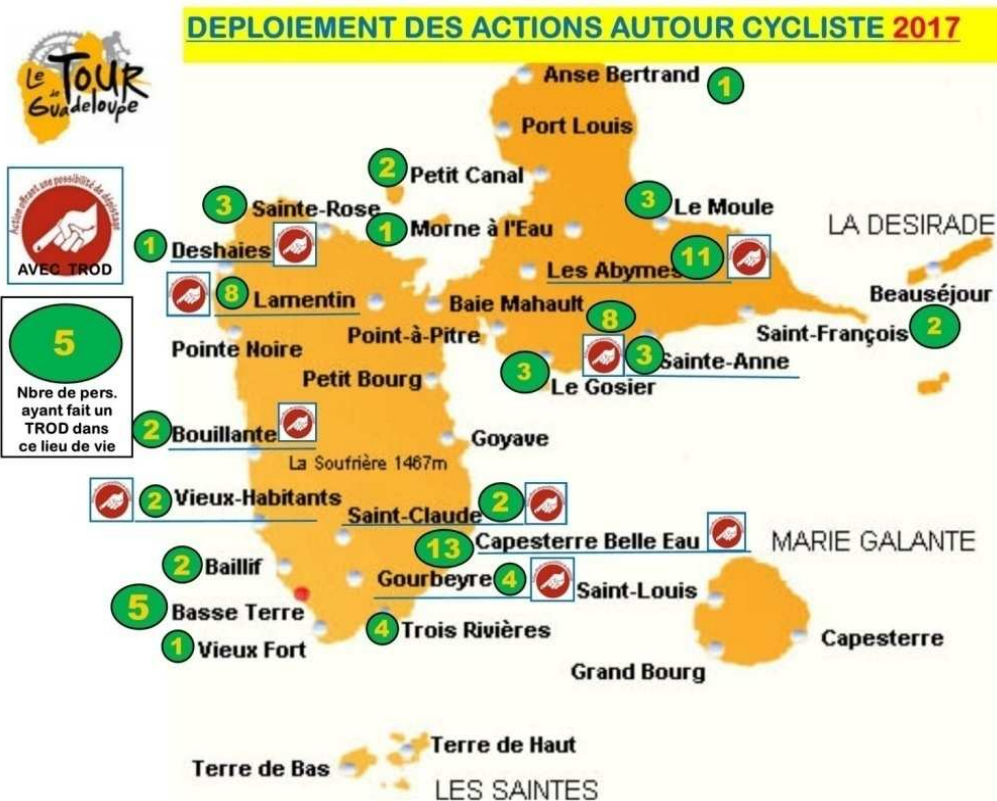 DEPLOIEMENT DES ACTIONS AUTOUR CYCLISTE 2017
Le TOUR
de
Guadeloupe
Action offrant une possibilité de dépistage
AVEC TROD
5
Nbre de pers.
ayant fait un
TROD dans
ce lieu de vie
Anse Bertrand 1
Port Louis
2 Petit Canal
3 Sainte-Rose
3 Le Moule
1 Morne à l'Eau
LA DESIRADE
1 Deshaies
Les Abymes 11
8 Lamentin
Baie Mahault 8
Beauséjour
Point-à-Pitre
Saint-François 2
Pointe Noire
3 Sainte-Anne
Petit Bourg
3 Le Gosier
2 Bouillante
Goyave
La Soufrière 1467m
2 Vieux-Habitants
Saint-Claude 2
13 Capesterre Belle Eau
MARIE GALANTE
2 Baillif
Gourbeyre 4
Saint-Louis
5 Basse Terre
4 Trois Rivières
Capesterre
1 Vieux Fort
Grand Bourg
Terre de Haut
Terre de Bas
LES SAINTES